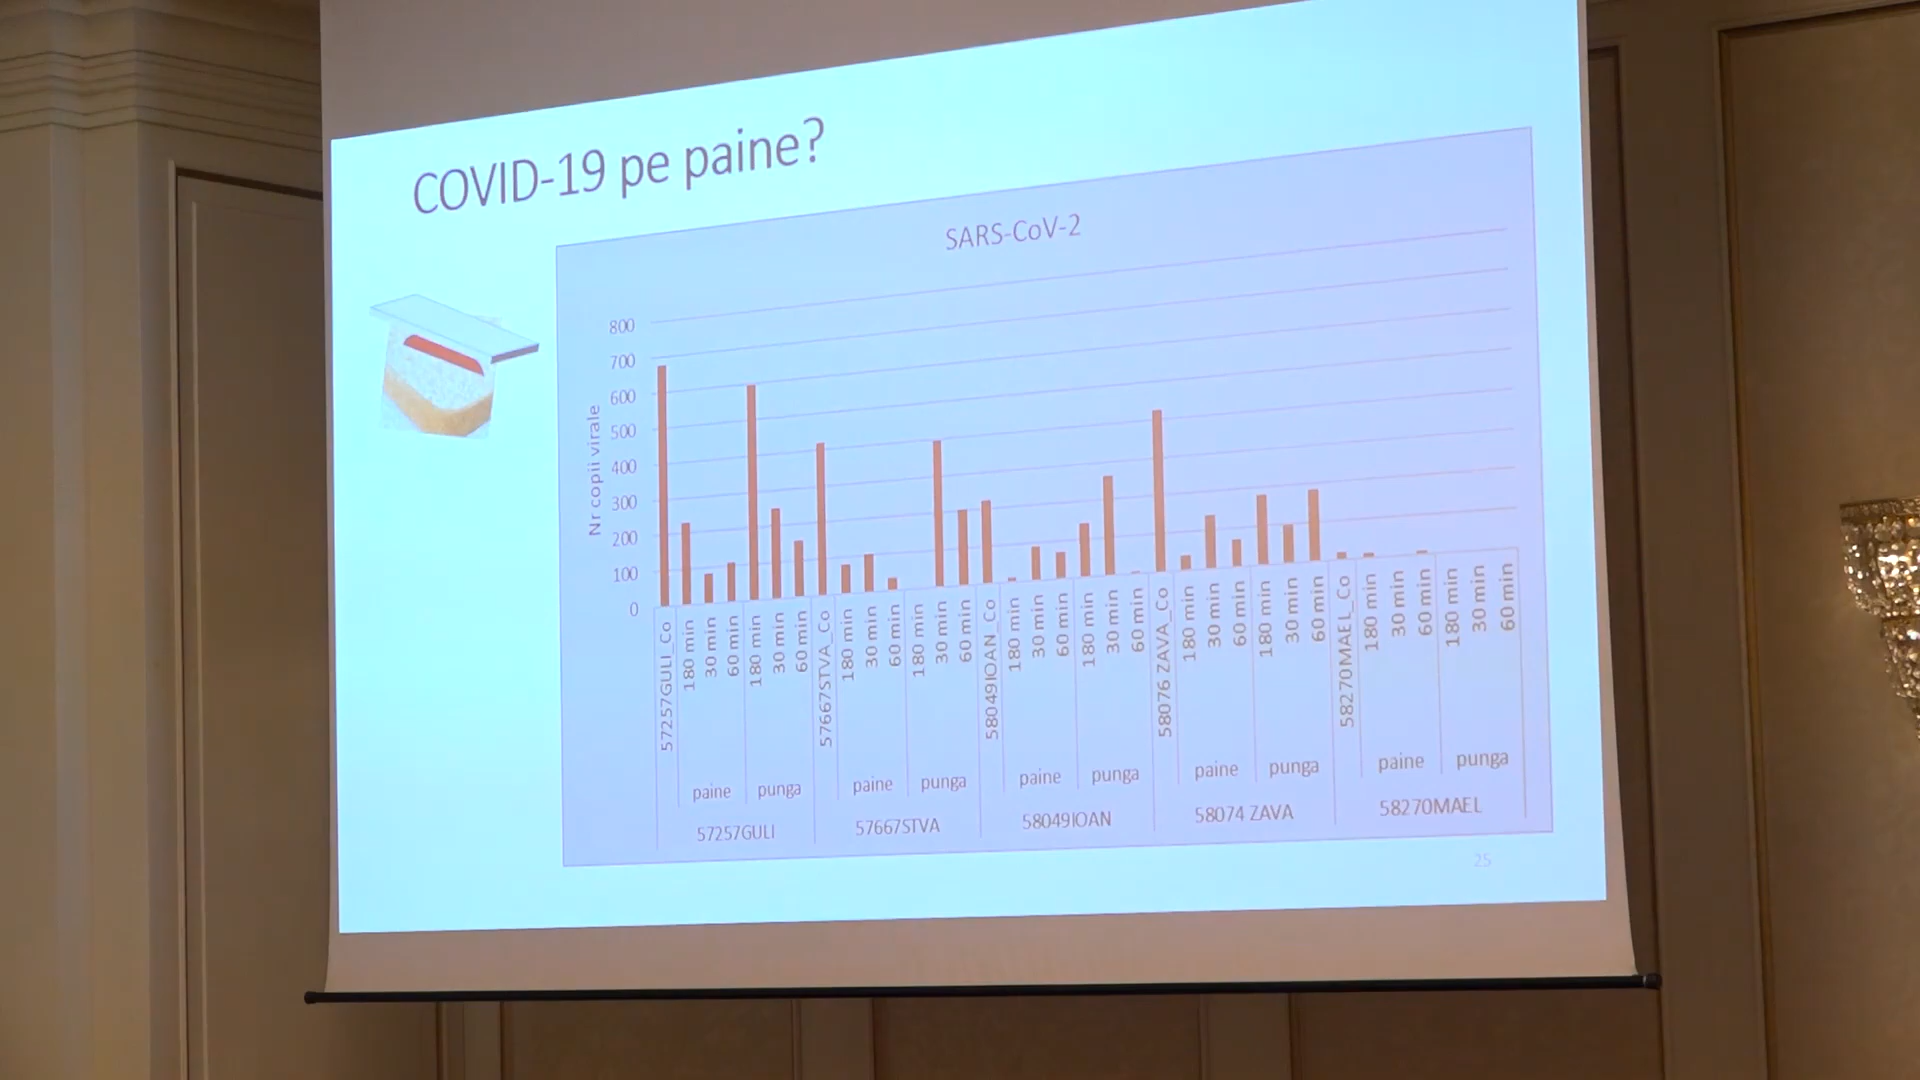 COVID-19 pe paine?
SARS-CoV-2
Nr copii virale
800
700
600
500
400
300
200
100
0
57257GULI_Co
180 min
30 min
60 min
180 min
30 min
60 min
57667STVA_Co
180 min
30 min
60 min
180 min
30 min
60 min
58049IOAN_Co
180 min
30 min
60 min
180 min
30 min
60 min
58076 ZAVA_Co
180 min
30 min
60 min
180 min
30 min
60 min
58270MAEL_Co
180 min
30 min
60 min
180 min
30 min
60 min
paine punga paine punga paine punga paine punga paine punga
57257GULI 57667STVA 58049IOAN 58074 ZAVA 58270MAEL
25